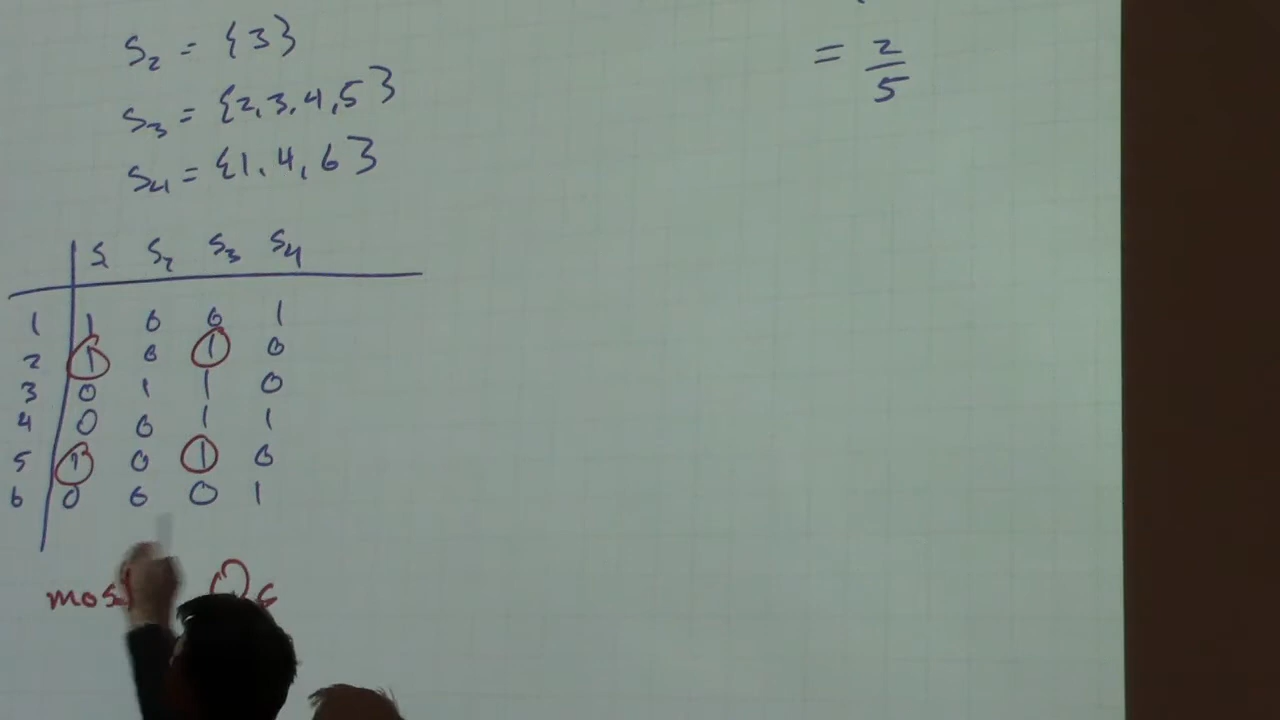 S2 = {3}
S3 = {2,3,4,5}
S4 = {1,4,6}
= 2/5
S1 S2 S3 S4
1 1 0 0 1
2 1 0 1 0
3 0 1 1 0
4 0 0 1 1
5 1 0 1 0
6 0 0 0 1
0s